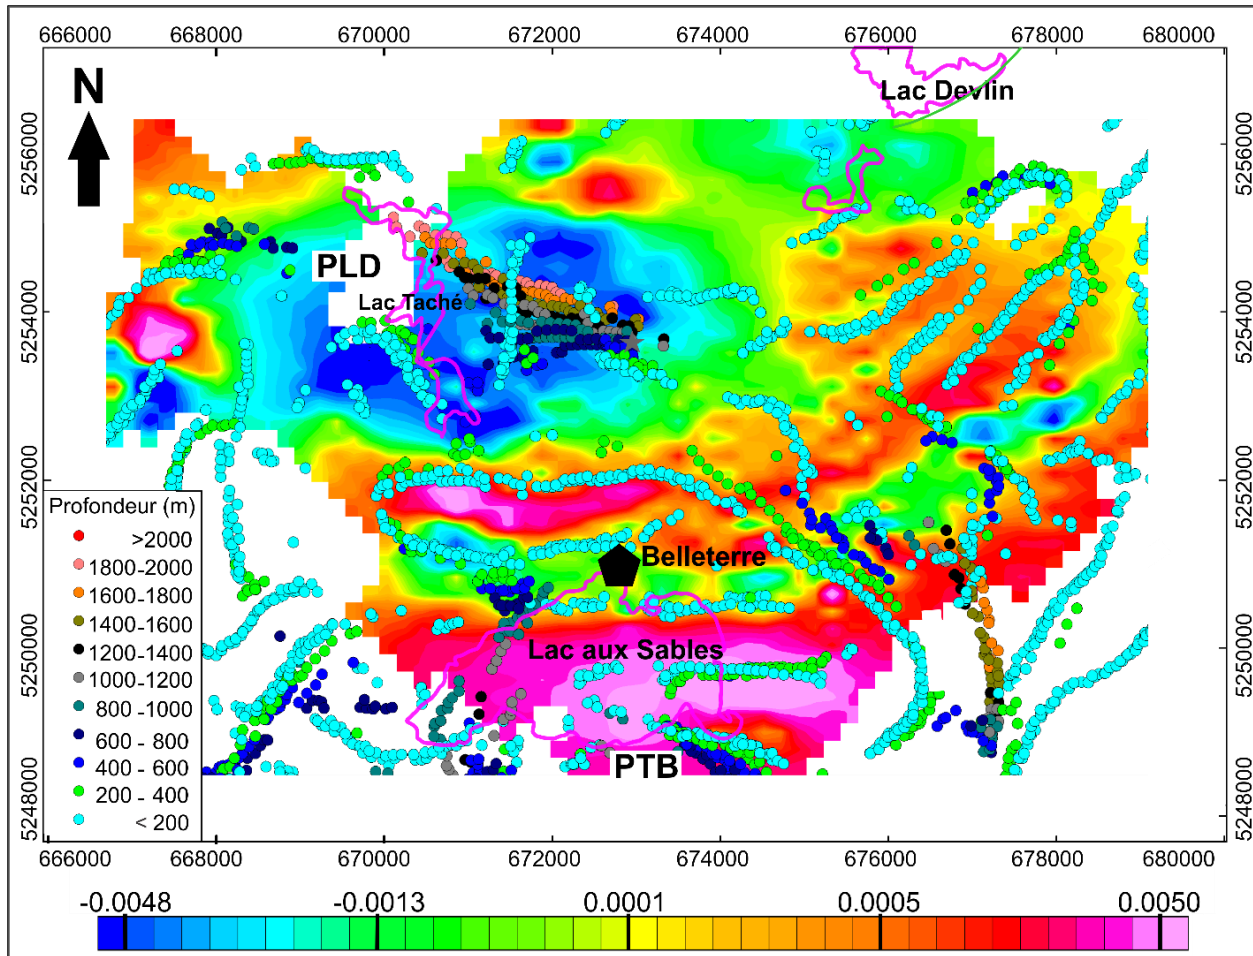 666000 668000 670000 672000 674000 676000 678000 680000
Lac Devlin
N
5256000 5256000
PLD
Lac Taché
5254000 5254000
5252000 5252000
Profondeur (m)
>2000
1800-2000
1600-1800
1400-1600
1200-1400
1000-1200
800-1000
600 - 800
400 - 600
200 - 400
< 200
Belleterre
5250000 5250000
Lac aux Sables
PTB
5248000 5248000
666000 668000 670000 672000 674000 676000 678000 680000
-0.0048 -0.0013 0.0001 0.0005 0.0050